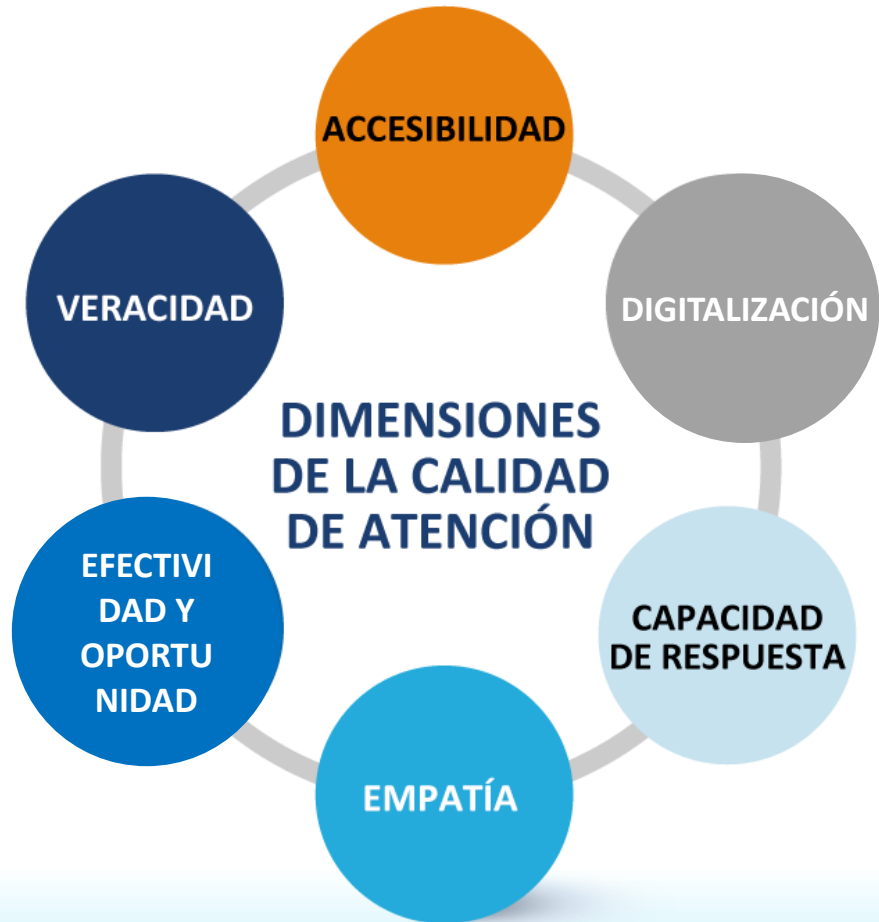 ACCESIBILIDAD
VERACIDAD
DIGITALIZACIÓN
DIMENSIONES
DE LA CALIDAD
DE ATENCIÓN
EFECTIVI
DAD Y
OPORTU
NIDAD
CAPACIDAD
DE RESPUESTA
EMPATÍA